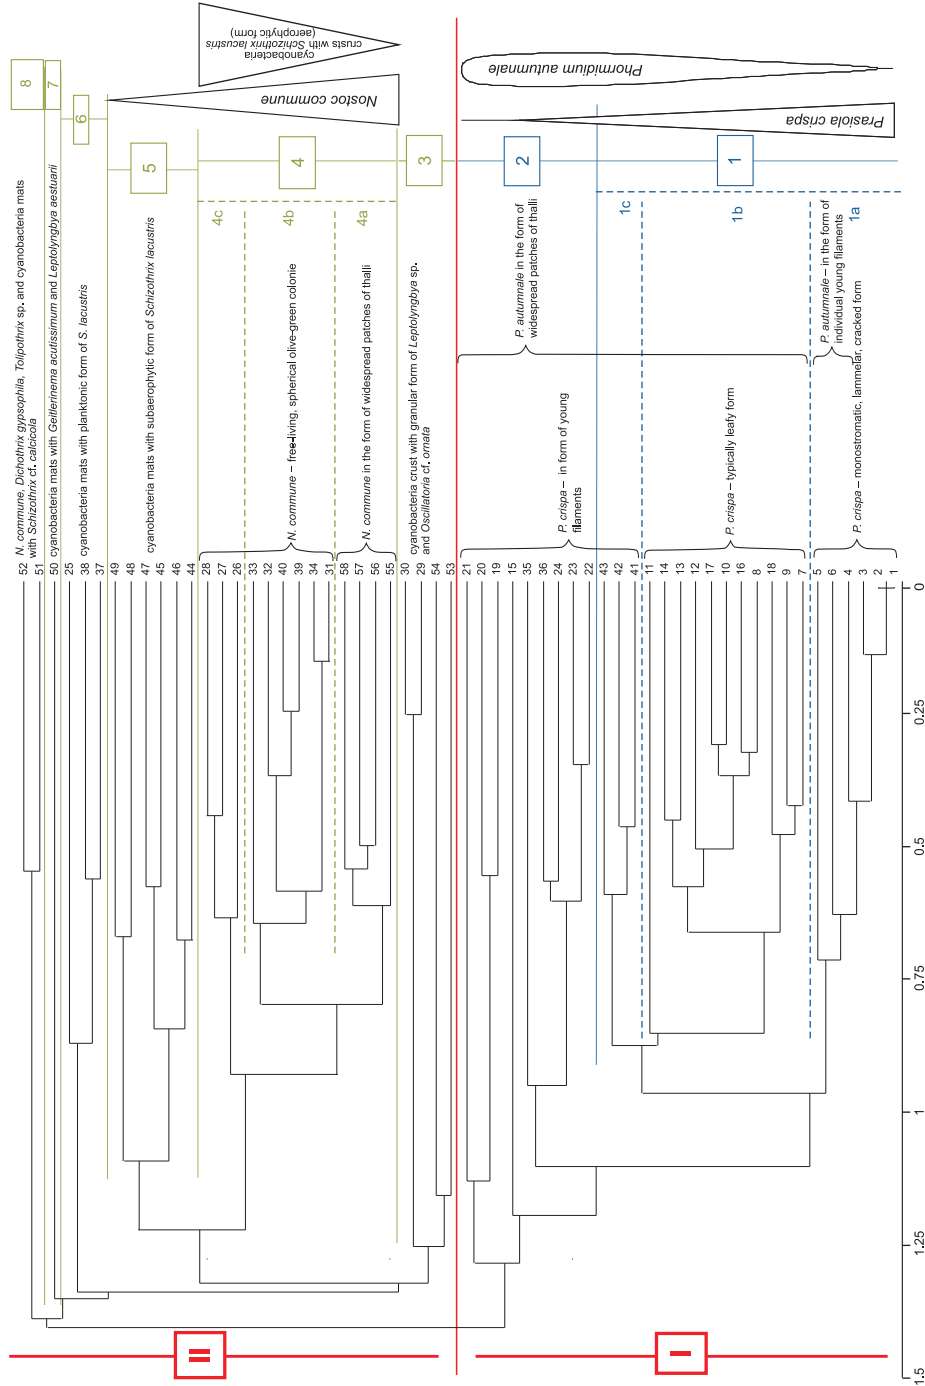 8
7
6
5
4
3
2
1
cyanobacteria
crusts with Schizothrix lacustris
(aerophytic form)
Nostoc commune
Phormidium autumnale
Prasiola crispa
4c
4b
4a
1c
1b
1a
N. commune, Dichothrix gypsophila, Tolipothrix sp. and cyanobacteria mats
with Schizothrix cf. calcicola
cyanobacteria mats with Geitlerinema acutissimum and Leptolyngbya aestuarii
cyanobacteria mats with planktonic form of S. lacustris
cyanobacteria mats with subaerophytic form of Schizothrix lacustris
N. commune – free-living, spherical olive-green colonie
N. commune in the form of widespread patches of thalli
cyanobacteria crust with granular form of Leptolyngbya sp.
and Oscillatoria cf. ornata
P. autumnale in the form of
widespread patches of thalli
P. crispa – in form of young
filaments
P. crispa – typically leafy form
P. autumnale – in the form
of individual young filaments
P. crispa – monostromatic, lammelar, cracked form
52
51
50
25
38
37
49
48
47
45
46
44
28
27
26
33
32
40
39
34
31
58
57
56
55
30
29
54
53
21
20
19
15
35
36
24
23
22
43
42
41
11
14
13
12
17
10
16
8
18
9
7
5
6
4
3
2
1
0
0.25
0.5
0.75
1
1.25
1.5
II
I